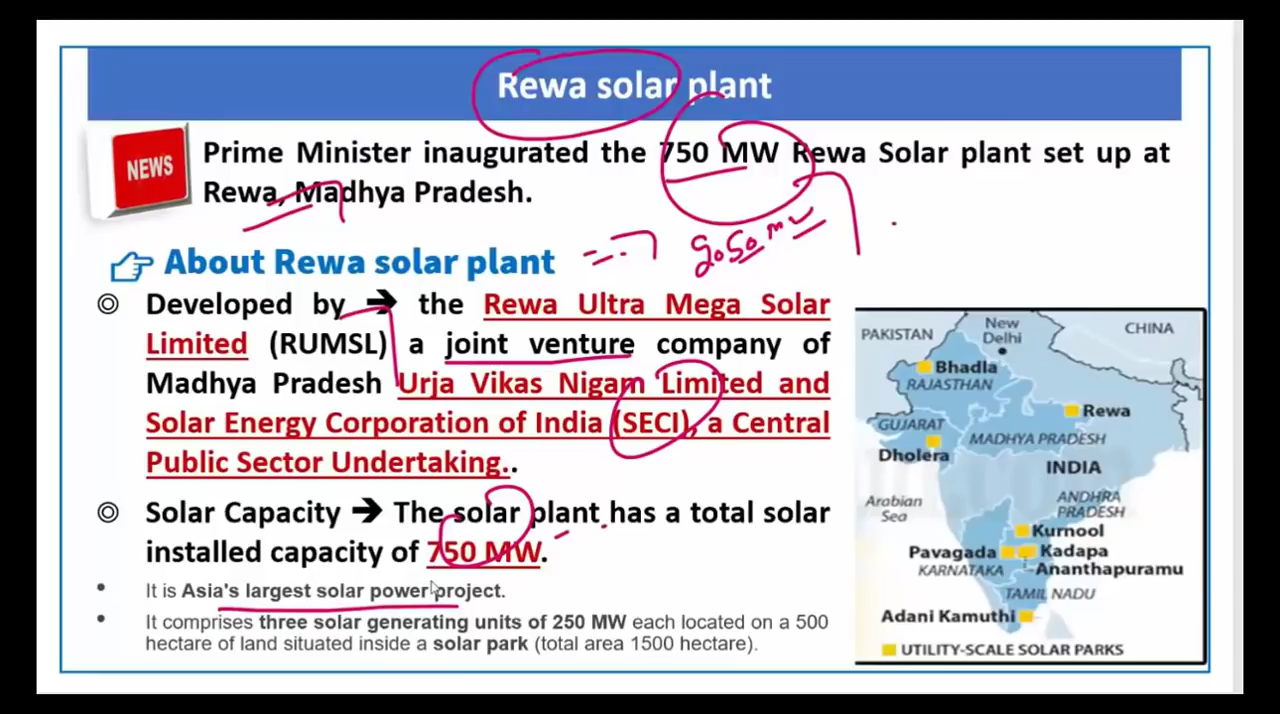 Rewa solar plant
NEWS
Prime Minister inaugurated the 750 MW Rewa Solar plant set up at
Rewa, Madhya Pradesh.
About Rewa solar plant
◎ Developed by ➔ the Rewa Ultra Mega Solar
Limited (RUMSL) a joint venture company of
Madhya Pradesh Urja Vikas Nigam Limited and
Solar Energy Corporation of India (SECI), a Central
Public Sector Undertaking..
◎ Solar Capacity ➔ The solar plant has a total solar
installed capacity of 750 MW.
• It is Asia's largest solar power project.
• It comprises three solar generating units of 250 MW each located on a 500
hectare of land situated inside a solar park (total area 1500 hectare).
PAKISTAN
New
Delhi
CHINA
Bhadla
RAJASTHAN
Rewa
GUJARAT
MADHYA PRADESH
Dholera
INDIA
Arabian
Sea
ANDHRA
PRADESH
Kurnool
Pavagada
Kadapa
KARNATAKA
Ananthapuramu
TAMIL NADU
Adani Kamuthi
UTILITY-SCALE SOLAR PARKS